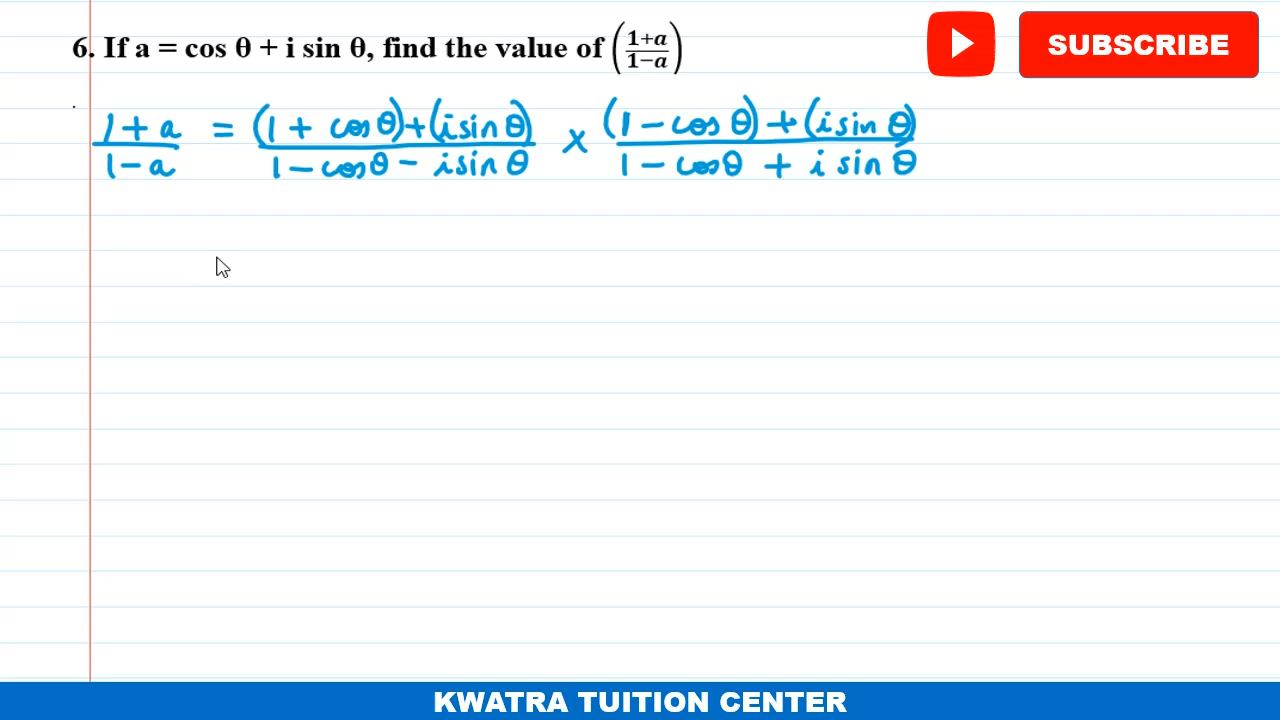 6. If a = cos θ + i sin θ, find the value of (1+a/1−a)
SUBSCRIBE
1 + a / 1 − a = (1 + cos θ) + (i sin θ) / 1 − cos θ − i sin θ × (1 − cos θ) + (i sin θ) / 1 − cos θ + i sin θ
KWATRA TUITION CENTER